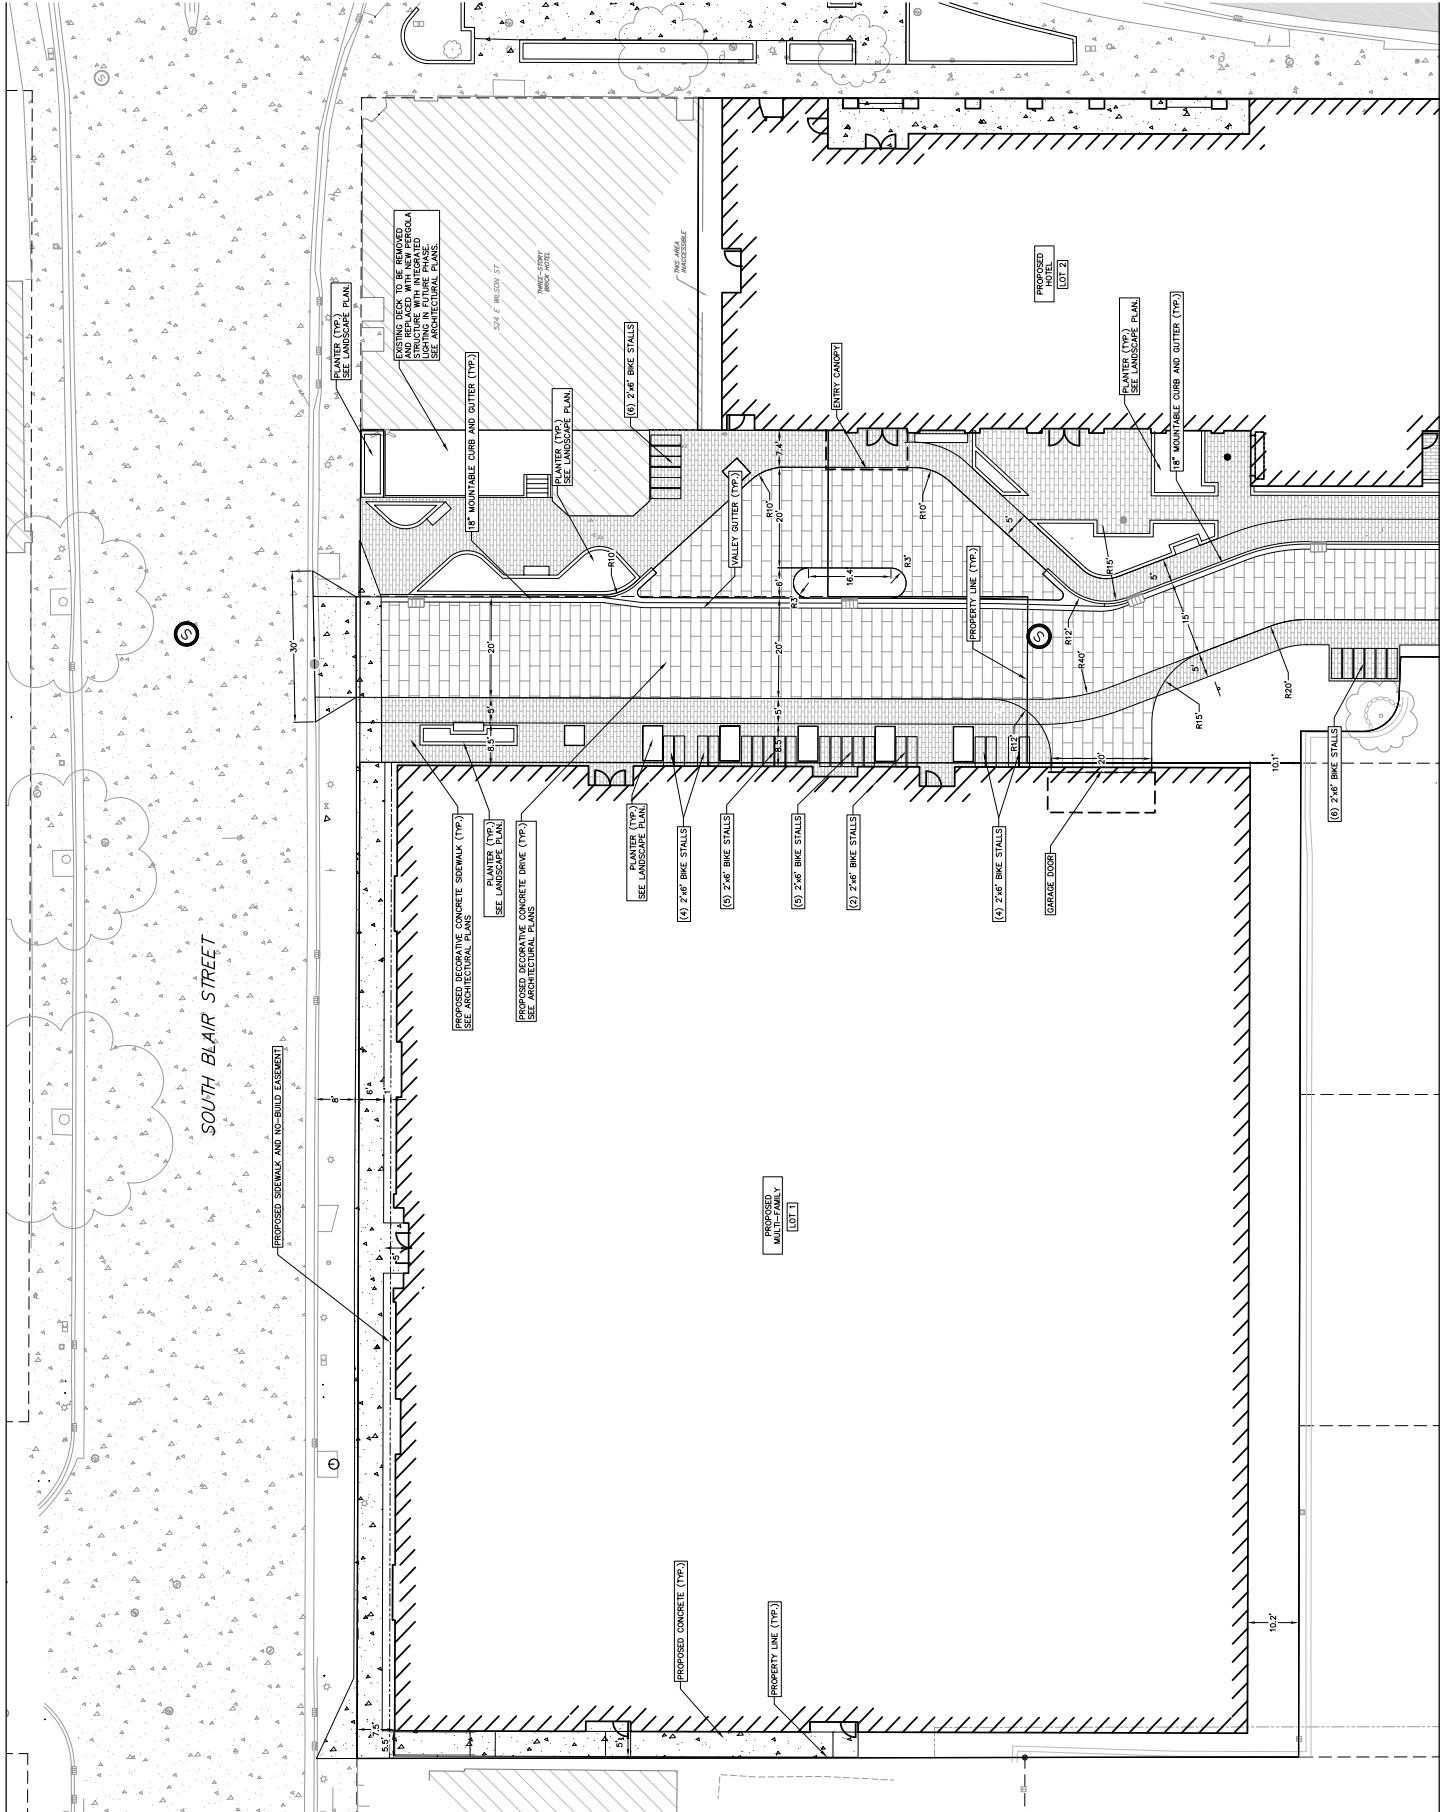 SOUTH BLAIR STREET
PLANTER (TYP.)
SEE LANDSCAPE PLAN.
EXISTING DECK TO BE REMOVED
AND REPLACED WITH NEW PERGOLA
STRUCTURE WITH INTEGRATED
LIGHTING IN FUTURE PHASE.
SEE ARCHITECTURAL PLANS.
18" MOUNTABLE CURB AND GUTTER (TYP.)
524 E WILSON ST
THREE-STORY
BRICK HOTEL
PLANTER (TYP.)
SEE LANDSCAPE PLAN.
(6) 2'x6' BIKE STALLS
THIS AREA
INACCESSIBLE
VALLEY GUTTER (TYP.)
ENTRY CANOPY
PROPERTY LINE (TYP.)
PROPOSED
HOTEL
LOT 2
PLANTER (TYP.)
SEE LANDSCAPE PLAN.
18" MOUNTABLE CURB AND GUTTER (TYP.)
30'
20'
5'
8.5'
R10'
7.4'
20'
6'
20'
5'
8.5'
R10'
R10'
R3'
R3'
16.4'
5'
R15'
5'
15'
5'
R12'
R40'
R12'
R15'
R20'
20'
10.1'
S
S
(6) 2'x6' BIKE STALLS
PROPOSED DECORATIVE CONCRETE SIDEWALK (TYP.)
SEE ARCHITECTURAL PLANS
PLANTER (TYP.)
SEE LANDSCAPE PLAN.
PROPOSED DECORATIVE CONCRETE DRIVE (TYP.)
SEE ARCHITECTURAL PLANS
PLANTER (TYP.)
SEE LANDSCAPE PLAN.
(4) 2'x6' BIKE STALLS
(5) 2'x6' BIKE STALLS
(5) 2'x6' BIKE STALLS
(2) 2'x6' BIKE STALLS
(4) 2'x6' BIKE STALLS
GARAGE DOOR
PROPOSED SIDEWALK AND NO-BUILD EASEMENT
8'
6'
1'
5'
PROPOSED
MULTI-FAMILY
LOT 1
PROPOSED CONCRETE (TYP.)
PROPERTY LINE (TYP.)
10.2'
7.5'
5.5'
5'